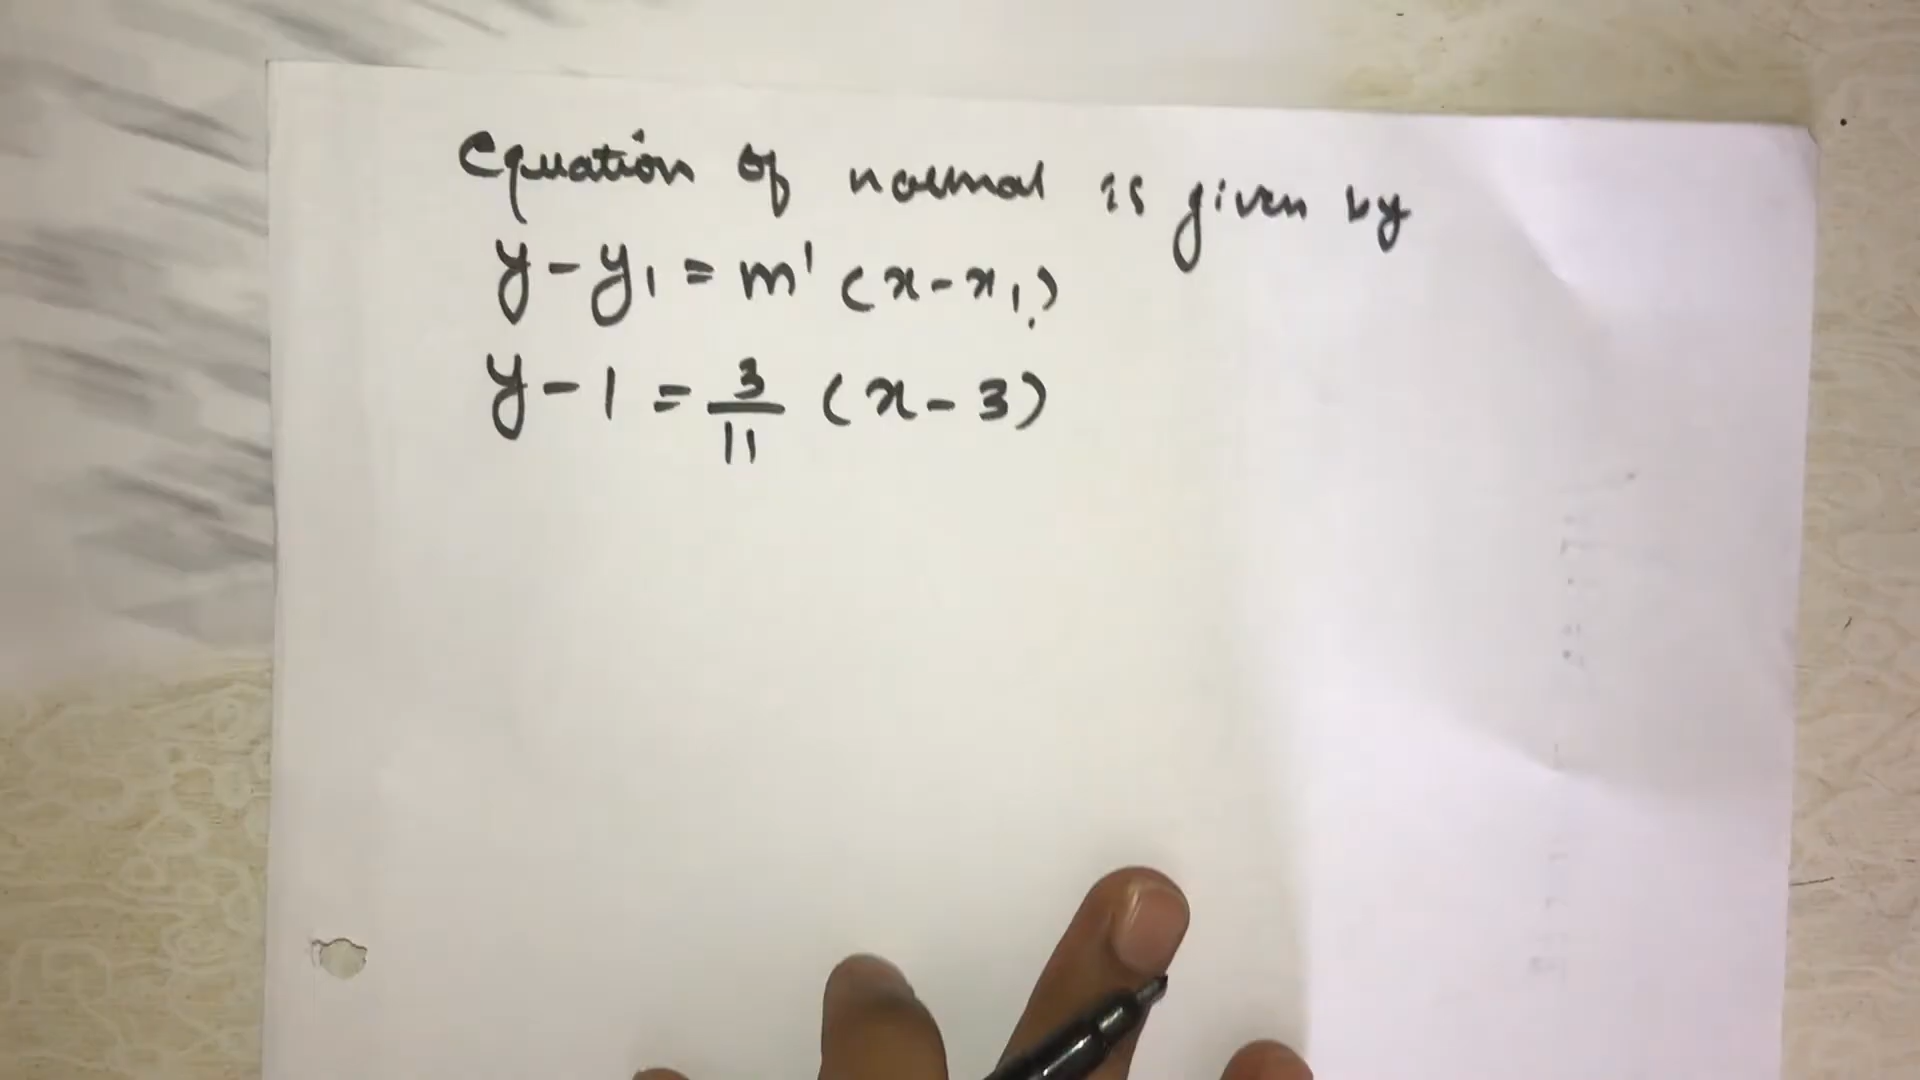 Equation of normal is given by
y - y₁ = m' (x - x₁)
y - 1 = 3/11 (x - 3)